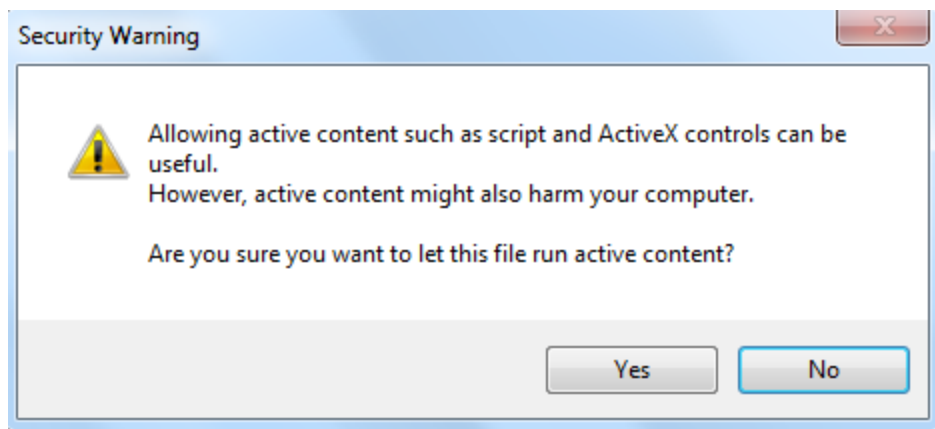 Security Warning
X
Allowing active content such as script and ActiveX controls can be
useful.
However, active content might also harm your computer.
Are you sure you want to let this file run active content?
Yes
No